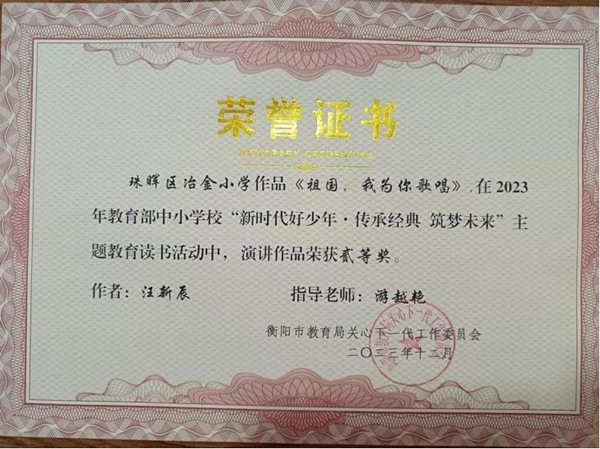 荣誉证书
珠晖区冶金小学作品《祖国，我为你歌唱》，在2023
年教育部中小学校“新时代好少年·传承经典 筑梦未来”主
题教育读书活动中，演讲作品荣获贰等奖。
作者：汪新辰 指导老师：游越艳
衡阳市教育局关心下一代工作委员会
二〇二三年十二月